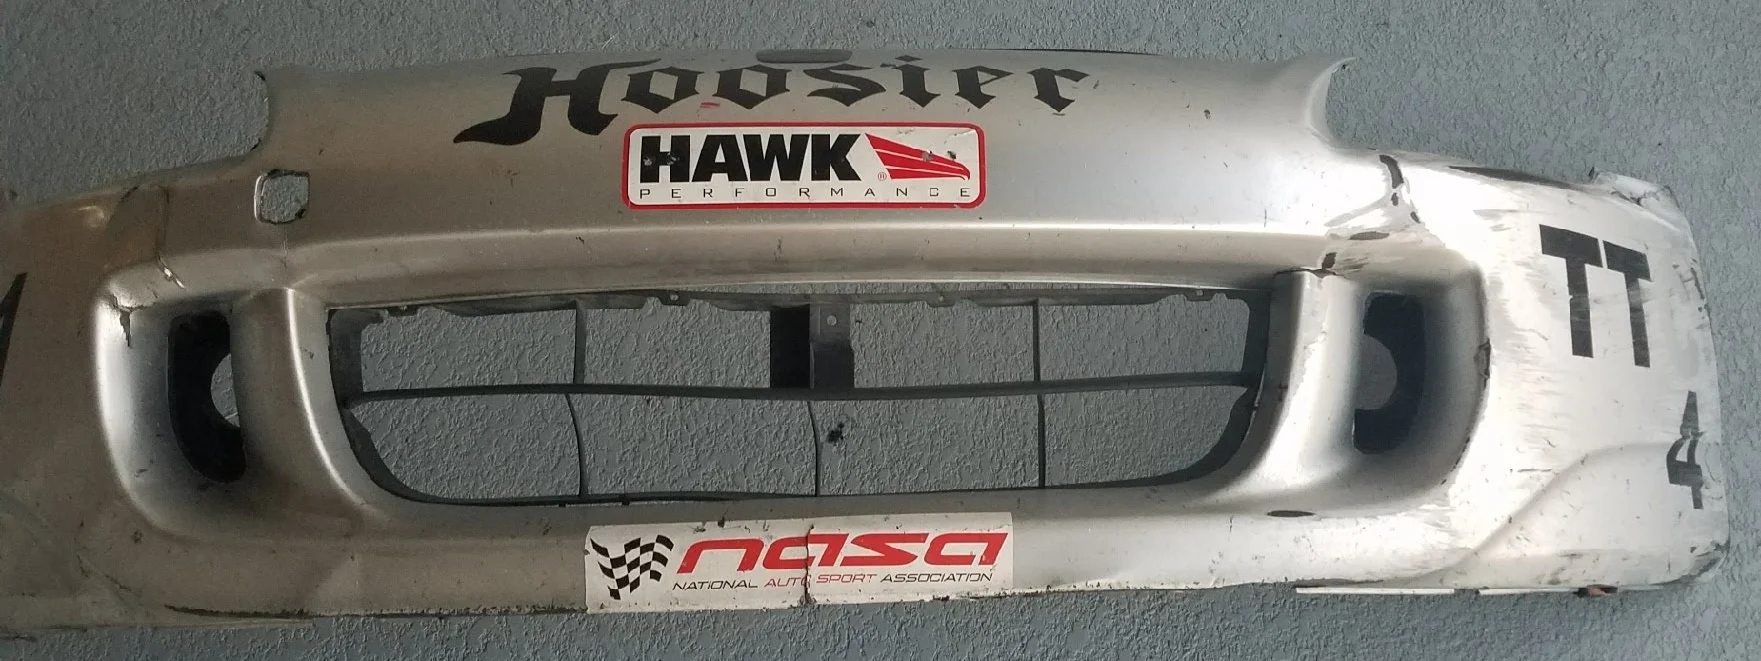 Hoosier
HAWK
®
PERFORMANCE
TT
4
nasa
NATIONAL AUTO SPORT ASSOCIATION